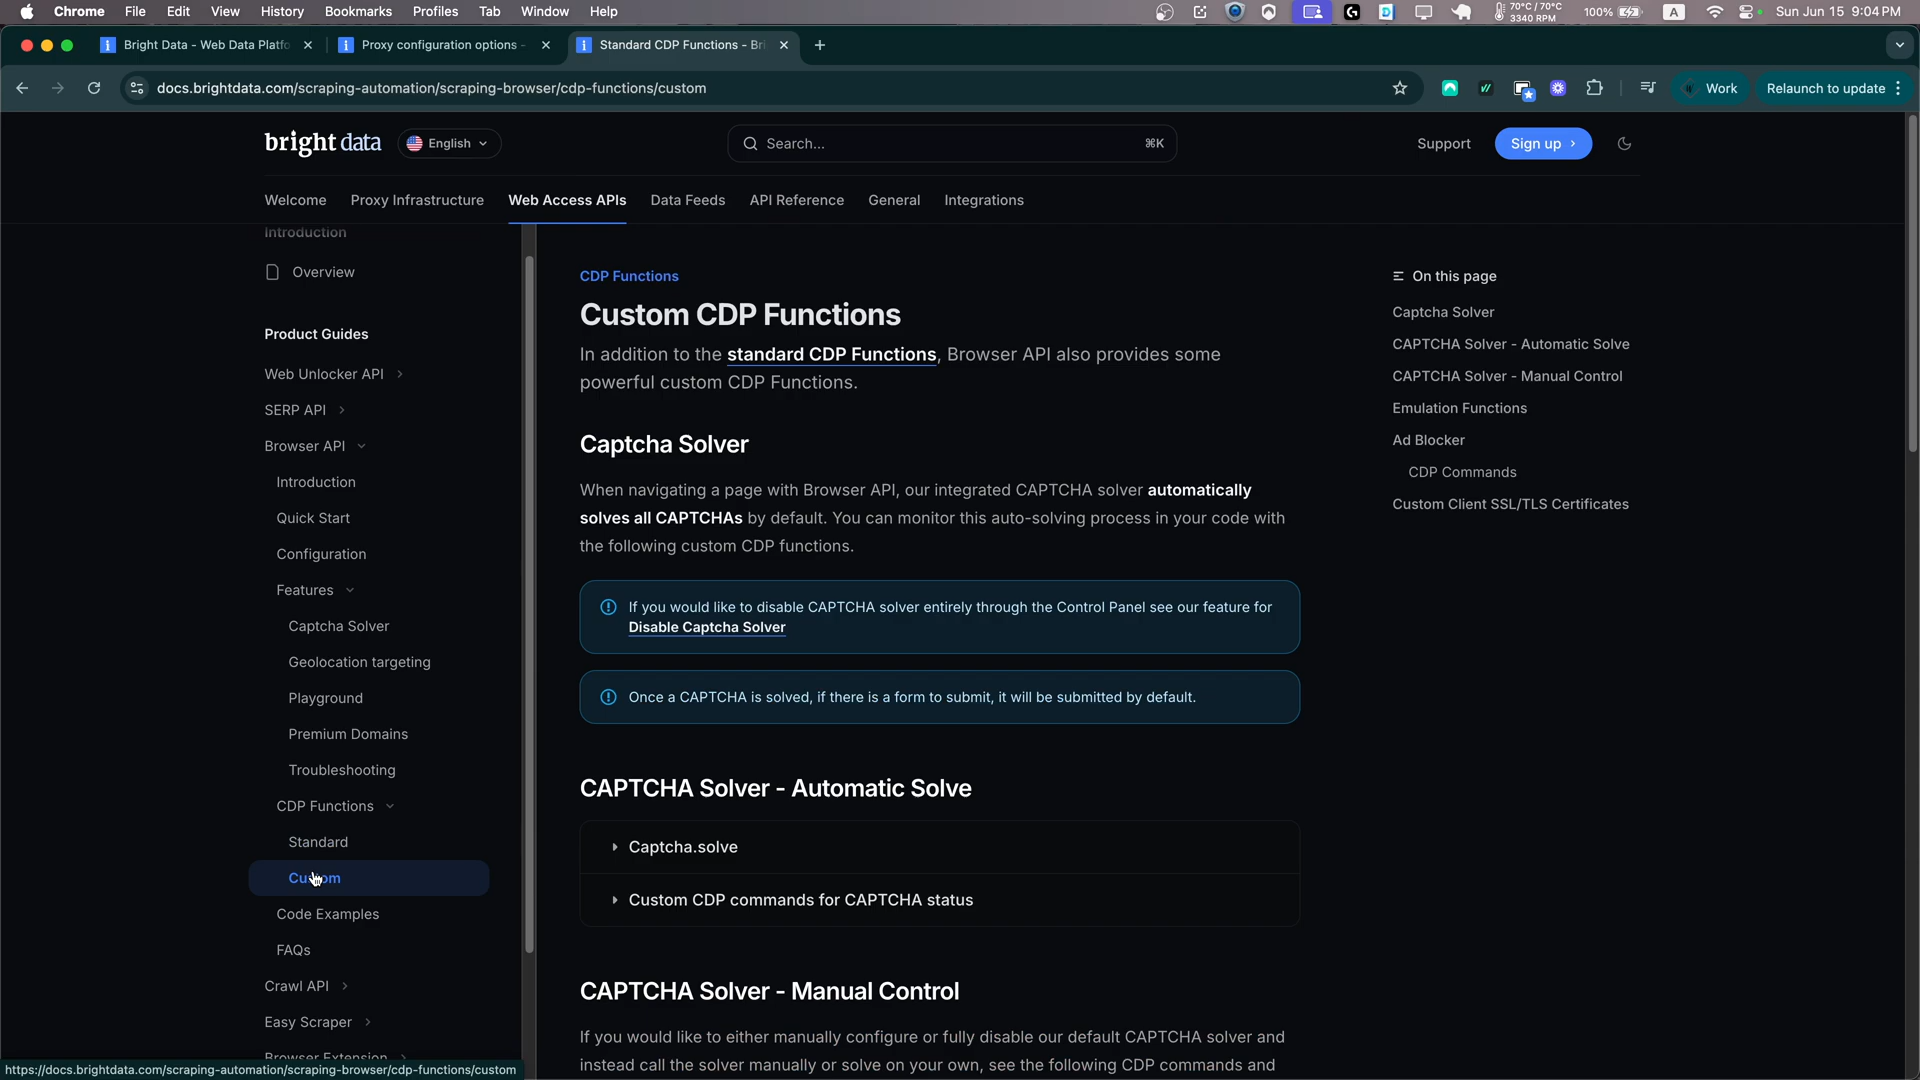 Chrome File Edit View History Bookmarks Profiles Tab Window Help
70°C / 70°C
3340 RPM
100% A Sun Jun 15 9:04 PM
Bright Data - Web Data Platfo
Proxy configuration options -
Standard CDP Functions - Bri
docs.brightdata.com/scraping-automation/scraping-browser/cdp-functions/custom
Work
Relaunch to update
bright data
English
Search...
⌘K
Support
Sign up
Welcome
Proxy Infrastructure
Web Access APIs
Data Feeds
API Reference
General
Integrations
Introduction
Overview
Product Guides
Web Unlocker API
SERP API
Browser API
Introduction
Quick Start
Configuration
Features
Captcha Solver
Geolocation targeting
Playground
Premium Domains
Troubleshooting
CDP Functions
Standard
Custom
Code Examples
FAQs
Crawl API
Easy Scraper
Browser Extension
CDP Functions
Custom CDP Functions
In addition to the standard CDP Functions, Browser API also provides some
powerful custom CDP Functions.
Captcha Solver
When navigating a page with Browser API, our integrated CAPTCHA solver automatically
solves all CAPTCHAs by default. You can monitor this auto-solving process in your code with
the following custom CDP functions.
If you would like to disable CAPTCHA solver entirely through the Control Panel see our feature for
Disable Captcha Solver
Once a CAPTCHA is solved, if there is a form to submit, it will be submitted by default.
CAPTCHA Solver - Automatic Solve
Captcha.solve
Custom CDP commands for CAPTCHA status
CAPTCHA Solver - Manual Control
If you would like to either manually configure or fully disable our default CAPTCHA solver and
instead call the solver manually or solve on your own, see the following CDP commands and
On this page
Captcha Solver
CAPTCHA Solver - Automatic Solve
CAPTCHA Solver - Manual Control
Emulation Functions
Ad Blocker
CDP Commands
Custom Client SSL/TLS Certificates
https://docs.brightdata.com/scraping-automation/scraping-browser/cdp-functions/custom